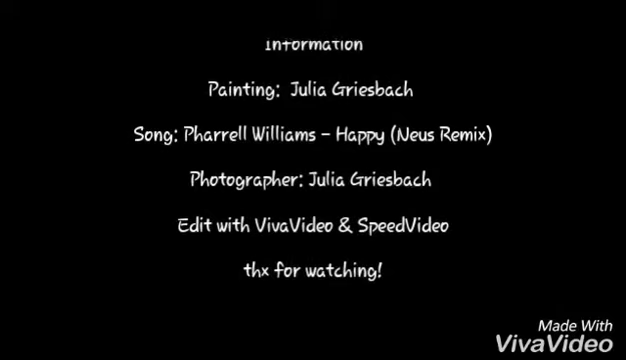 Information
Painting: Julia Griesbach
Song: Pharrell Williams - Happy (Neus Remix)
Photographer: Julia Griesbach
Edit with VivaVideo & SpeedVideo
thx for watching!
Made With
VivaVideo